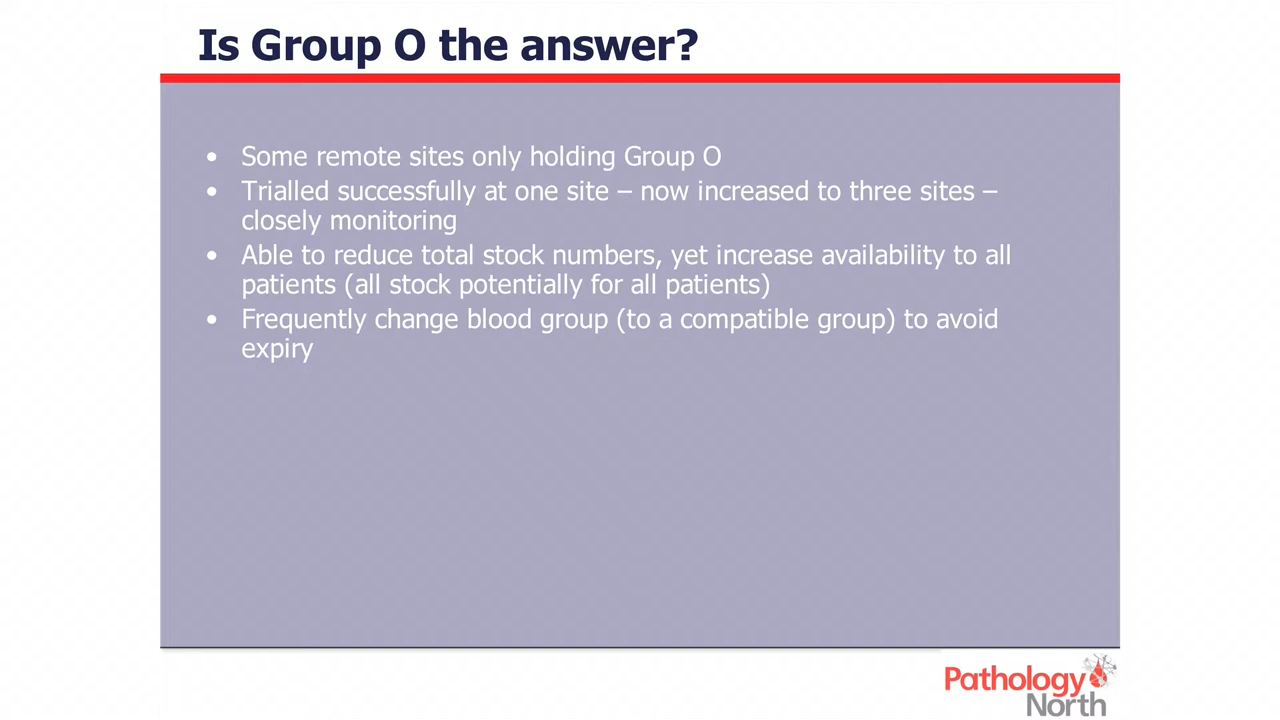 Is Group O the answer?
• Some remote sites only holding Group O
• Trialled successfully at one site – now increased to three sites –
closely monitoring
• Able to reduce total stock numbers, yet increase availability to all
patients (all stock potentially for all patients)
• Frequently change blood group (to a compatible group) to avoid
expiry
Pathology
North